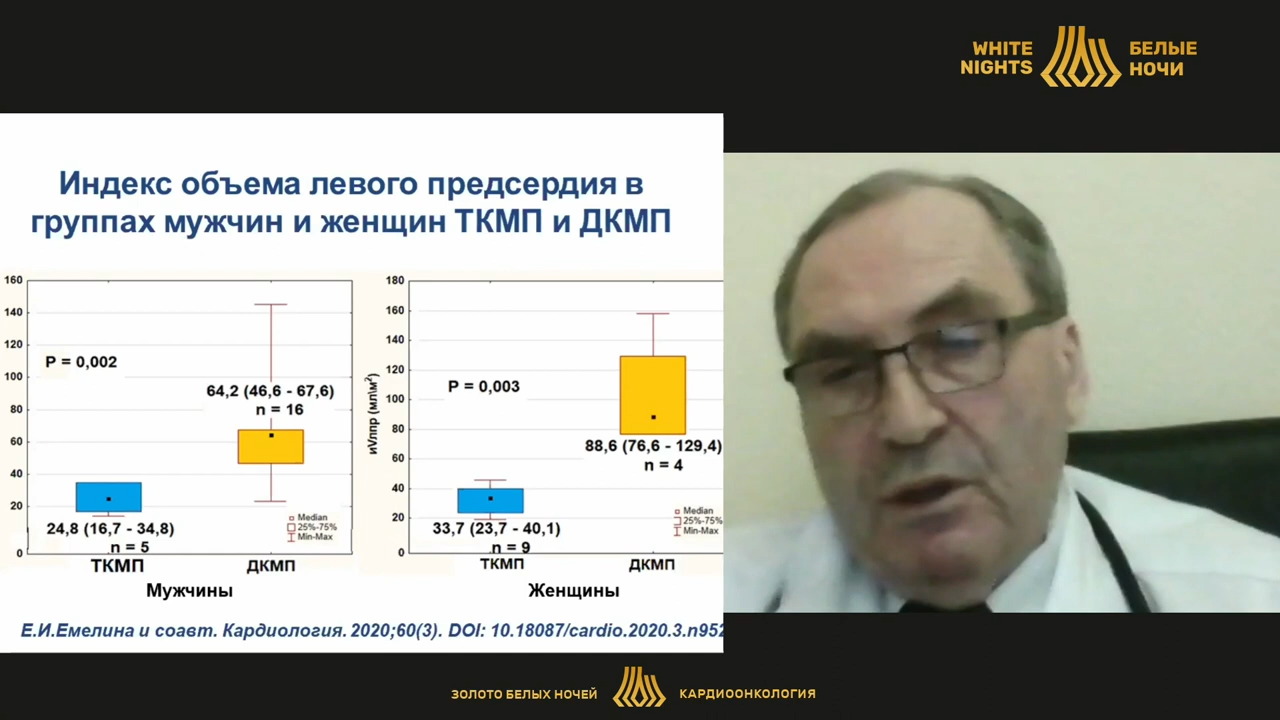 WHITE
NIGHTS
БЕЛЫЕ
НОЧИ
Индекс объема левого предсердия в
группах мужчин и женщин ТКМП и ДКМП
160
140
120
100
80
60
40
20
0
P = 0,002
64,2 (46,6 - 67,6)
n = 16
24,8 (16,7 - 34,8)
n = 5
Median
25%-75%
Min-Max
ТКМП
ДКМП
Мужчины
иVлпр (мл\м²)
180
160
140
120
100
80
60
40
20
0
P = 0,003
88,6 (76,6 - 129,4)
n = 4
33,7 (23,7 - 40,1)
n = 9
Median
25%-75%
Min-Max
ТКМП
ДКМП
Женщины
Е.И.Емелина и соавт. Кардиология. 2020;60(3). DOI: 10.18087/cardio.2020.3.n952
ЗОЛОТО БЕЛЫХ НОЧЕЙ
КАРДИООНКОЛОГИЯ